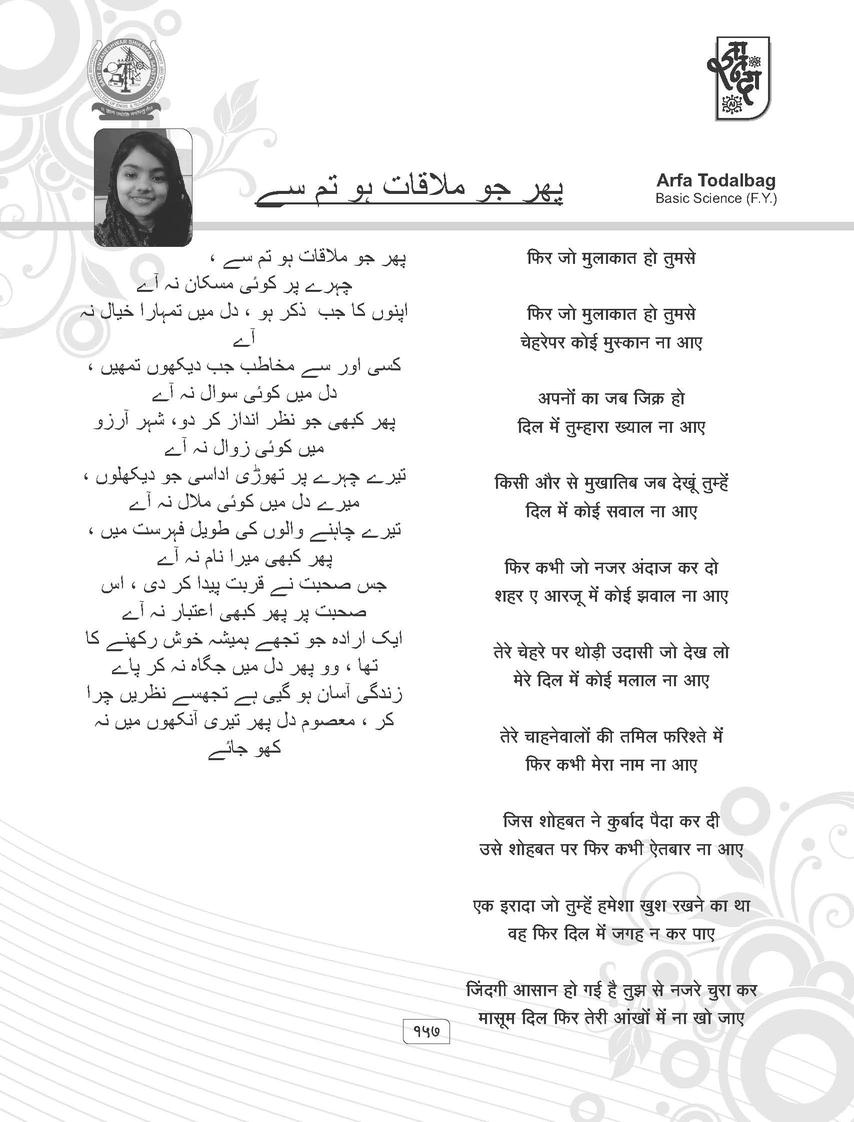 پھر جو ملاقات ہو تم سے
Arfa Todalbag
Basic Science (F.Y.)
پھر جو ملاقات ہو تم سے ،
چہرے پر کوئی مسکان نہ آے
اپنوں کا جب ذکر ہو ، دل میں تمہارا خیال نہ
آے
کسی اور سے مخاطب جب دیکھوں تمھیں ،
دل میں کوئی سوال نہ آے
پھر کبھی جو نظر انداز کر دو، شہر آرزو
میں کوئی زوال نہ آے
تیرے چہرے پر تھوڑی اداسی جو دیکھلوں ،
میرے دل میں کوئی ملال نہ آے
تیرے چاہنے والوں کی طویل فہرست میں ،
پھر کبھی میرا نام نہ آے
جس صحبت نے قربت پیدا کر دی ، اس
صحبت پر پھر کبھی اعتبار نہ آے
ایک ارادہ جو تجھے ہمیشہ خوش رکھنے کا
تھا ، وو پھر دل میں جگاہ نہ کر پاے
زندگی آسان ہو گیی ہے تجھسے نظریں چرا
کر ، معصوم دل پھر تیری آنکھوں میں نہ
کھو جائے
फिर जो मुलाकात हो तुमसे
फिर जो मुलाकात हो तुमसे
चेहरेपर कोई मुस्कान ना आए
अपनों का जब जिक्र हो
दिल में तुम्हारा ख्याल ना आए
किसी और से मुखातिब जब देखूं तुम्हें
दिल में कोई सवाल ना आए
फिर कभी जो नजर अंदाज कर दो
शहर ए आरजू में कोई झवाल ना आए
तेरे चेहरे पर थोड़ी उदासी जो देख लो
मेरे दिल में कोई मलाल ना आए
तेरे चाहनेवालों की तमिल फरिश्ते में
फिर कभी मेरा नाम ना आए
जिस शोहबत ने कुर्बाद पैदा कर दी
उसे शोहबत पर फिर कभी ऐतबार ना आए
एक इरादा जो तुम्हें हमेशा खुश रखने का था
वह फिर दिल में जगह न कर पाए
जिंदगी आसान हो गई है तुझ से नजरे चुरा कर
मासूम दिल फिर तेरी आंखों में ना खो जाए
१५७